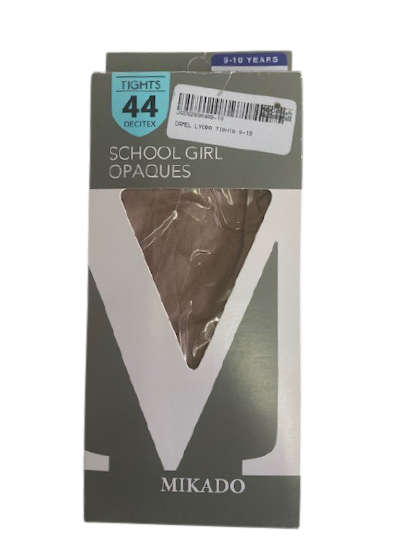 9-10 YEARS
TIGHTS
44
DECITEX
CAMEL LYCRA TIGHTS 9-10
SCHOOL GIRL
OPAQUES
M
MIKADO